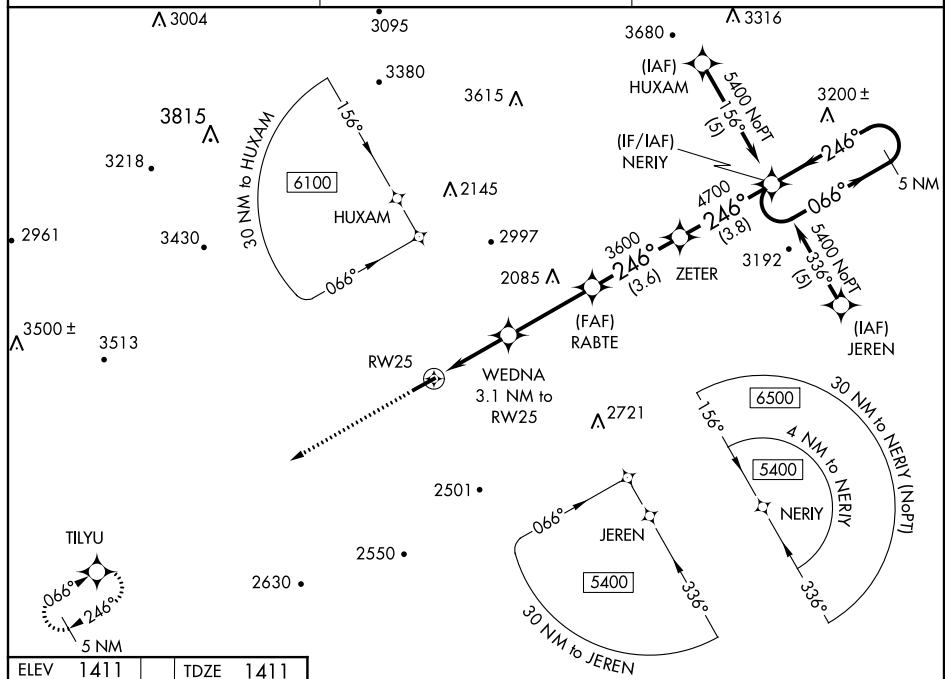 3004
3095
3316
3680
3380
(IAF)
HUXAM
3615
5400 NoPT
156°
(5)
3200 ±
3815
156°
3218
30 NM to HUXAM
6100
(IF/IAF)
NERIY
246°
5 NM
2145
HUXAM
4700
246°
(3.8)
066°
2961
3430
2997
3600
246°
(3.6)
ZETER
3192
5400 NoPT
336°
(5)
066°
2085
3500 ±
3513
(FAF)
RABTE
(IAF)
JEREN
RW25
WEDNA
3.1 NM to
RW25
2721
156°
6500
30 NM to NERIY (NoPT)
4 NM to NERIY
5400
2501
066°
JEREN
NERIY
TILYU
2550
066°
246°
5 NM
2630
5400
336°
336°
30 NM to JEREN
ELEV 1411 TDZE 1411